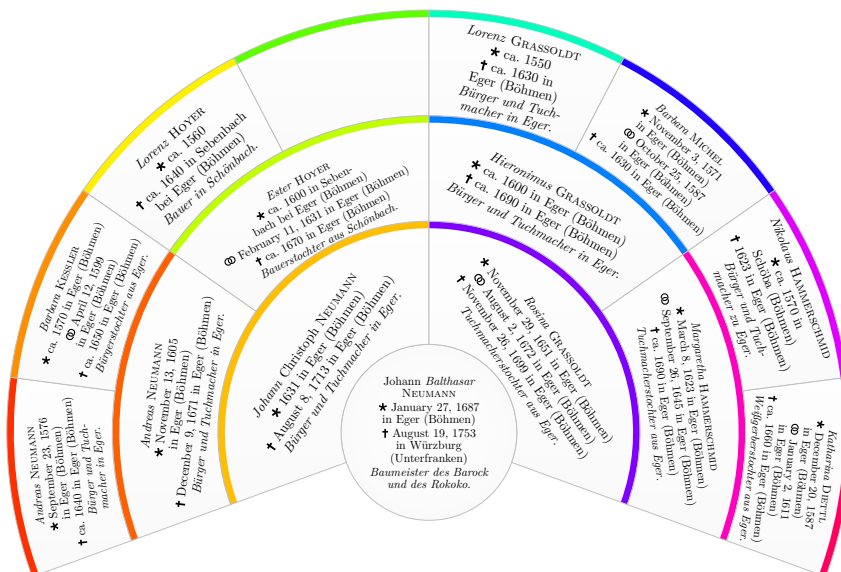 Johann Balthasar
NEUMANN
* January 27, 1687
in Eger (Böhmen)
† August 19, 1753
in Würzburg
(Unterfranken)
Baumeister des Barock
und des Rokoko.
Johann Christoph NEUMANN
* 1631 in Eger (Böhmen)
† August 8, 1713 in Eger (Böhmen)
Bürger und Tuchmacher in Eger.
Rosina GRASSOLDT
* November 29, 1651 in Eger (Böhmen)
⚭ August 2, 1672 in Eger (Böhmen)
† November 26, 1699 in Eger (Böhmen)
Tuchmacherstochter aus Eger.
Andreas NEUMANN
* November 13, 1605
in Eger (Böhmen)
† December 9, 1671 in Eger (Böhmen)
Bürger und Tuchmacher in Eger.
Ester HOYER
* ca. 1600 in Seben-
bach bei Eger (Böhmen)
⚭ February 11, 1631 in Eger (Böhmen)
† ca. 1670 in Eger (Böhmen)
Bauerstochter aus Schönbach.
Hieronimus GRASSOLDT
* ca. 1600 in Eger (Böhmen)
† ca. 1690 in Eger (Böhmen)
Bürger und Tuchmacher in Eger.
Margaretha HAMMERSCHMID
* March 8, 1623 in Eger (Böhmen)
⚭ September 26, 1645 in Eger (Böhmen)
† ca. 1690 in Eger (Böhmen)
Tuchmacherstochter aus Eger.
Andreas NEUMANN
* September 23, 1576
in Eger (Böhmen)
† ca. 1640 in Eger (Böhmen)
Bürger und Tuch-
macher in Eger.
Barbara KESSLER
* ca. 1570 in Eger (Böhmen)
⚭ April 12, 1599
in Eger (Böhmen)
† ca. 1650 in Eger (Böhmen)
Bürgerstochter aus Eger.
Lorenz HOYER
* ca. 1560
† ca. 1640 in Sebenbach
bei Eger (Böhmen)
Bauer in Schönbach.
Lorenz GRASSOLDT
* ca. 1550
† ca. 1630 in
Eger (Böhmen)
Bürger und Tuch-
macher in Eger.
Barbara MICHEL
* November 3, 1571
in Eger (Böhmen)
⚭ October 25, 1587
in Eger (Böhmen)
† ca. 1630 in Eger (Böhmen)
Nikolaus HAMMERSCHMID
* ca. 1570 in
Schöba (Böhmen)
† 1623 in Eger (Böhmen)
Bürger und Tuch-
macher zu Eger.
Katharina DIETTL
* December 20, 1587
in Eger (Böhmen)
⚭ January 2, 1611
in Eger (Böhmen)
† ca. 1660 in Eger (Böhmen)
Weißgerberstochter aus Eger.